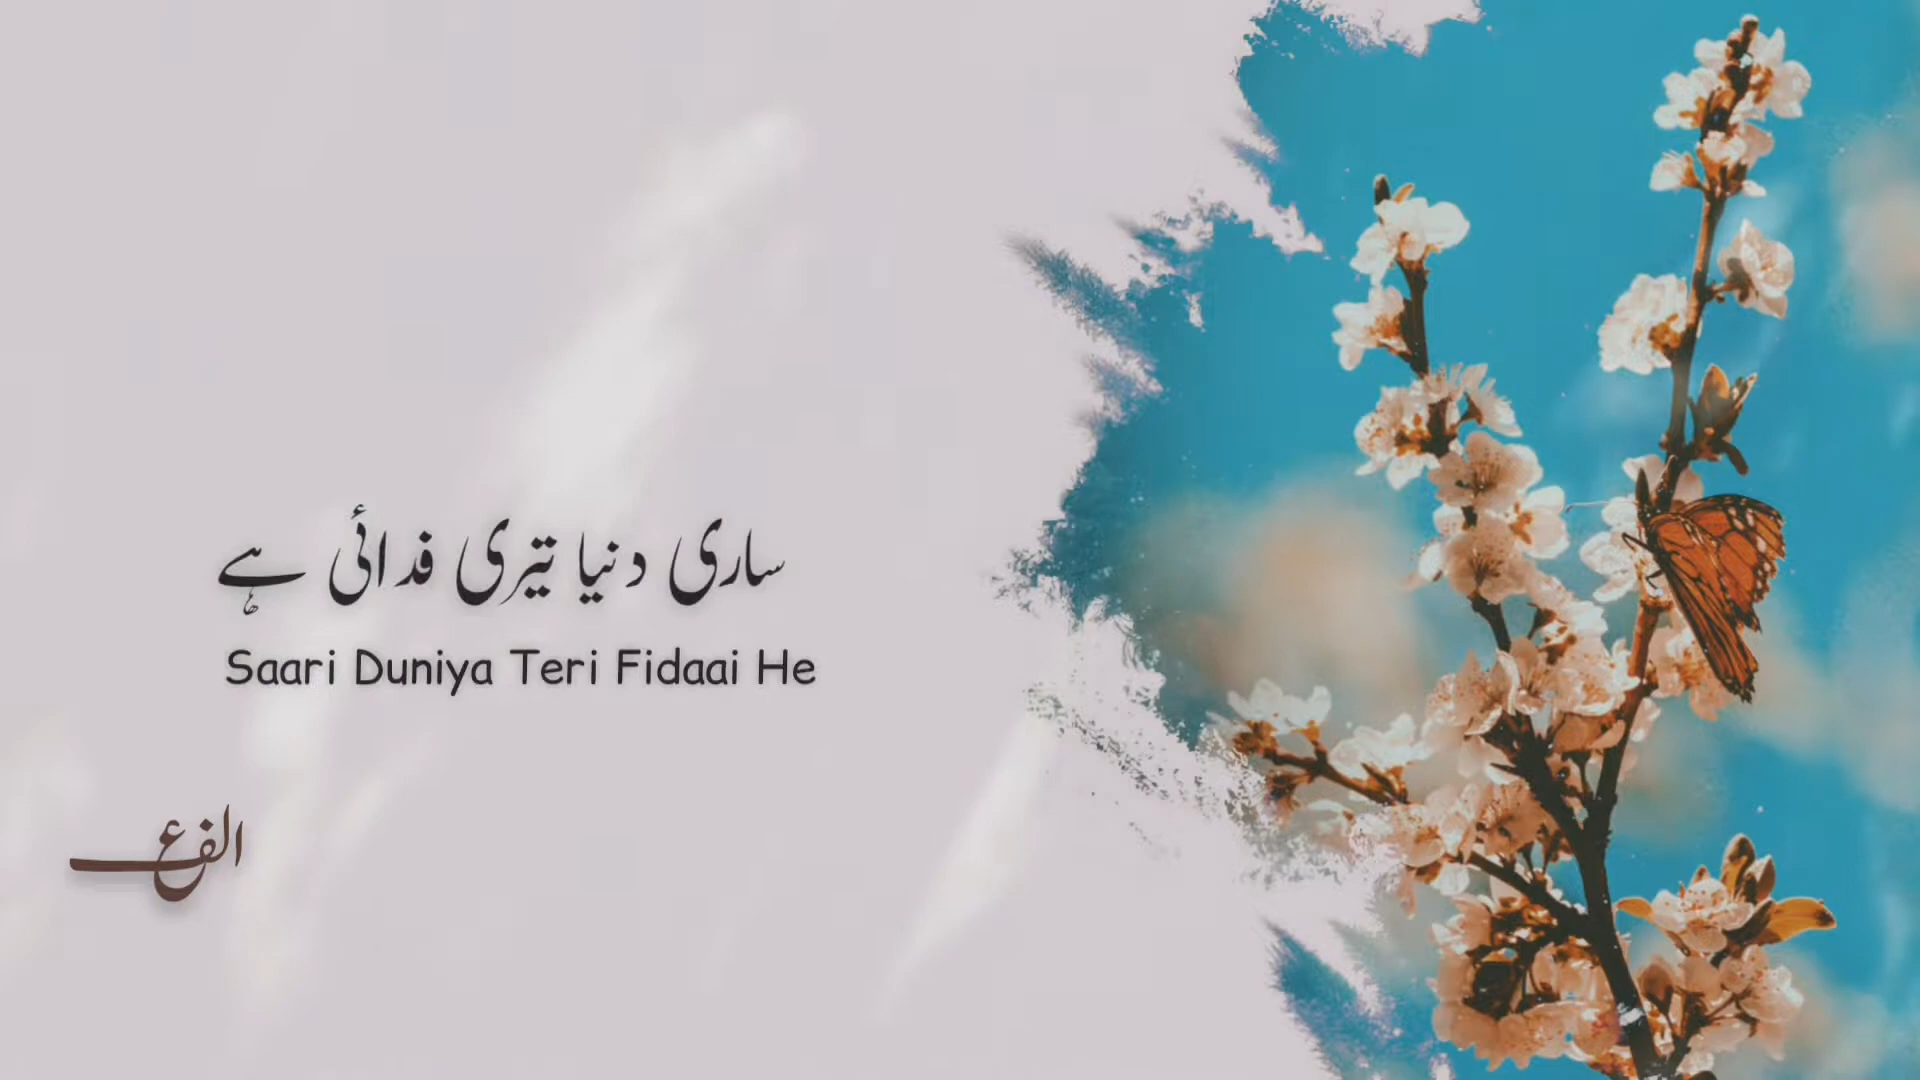 ساری دنیا تیری فدائی ہے
Saari Duniya Teri Fidaai He
الف ع